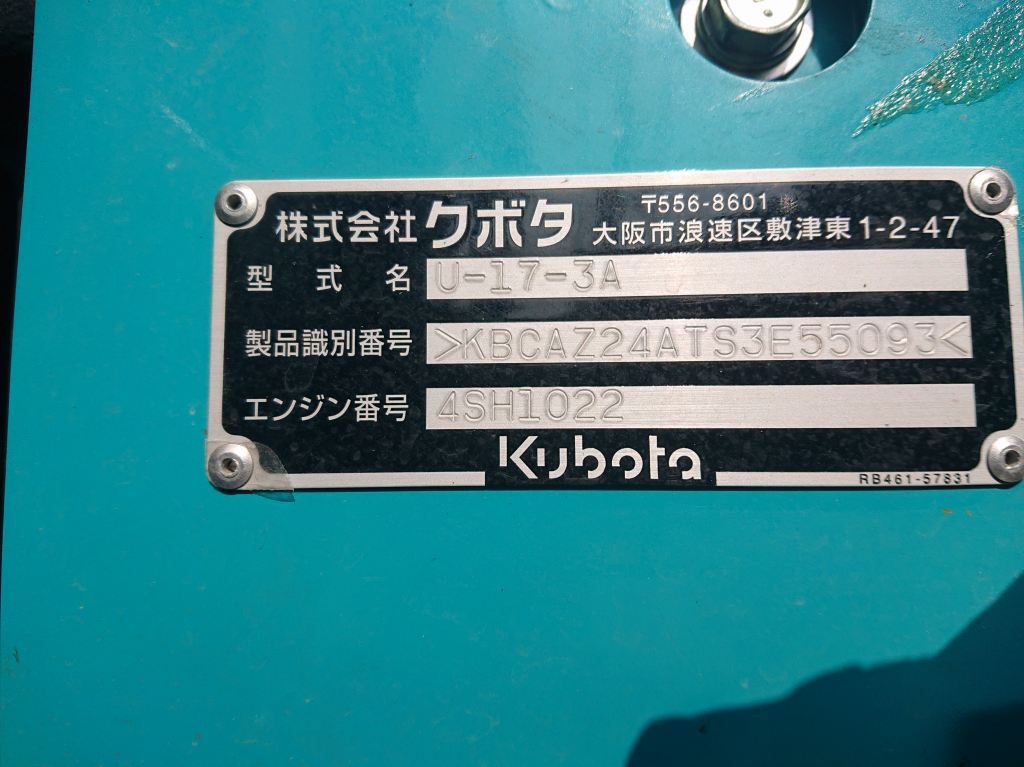 株式会社クボタ 〒556-8601
大阪市浪速区敷津東1-2-47
型式名 U-17-3A
製品識別番号 >KBCAZ24ATS3E55093<
エンジン番号 4SH1022
Kubota
RB461-57831